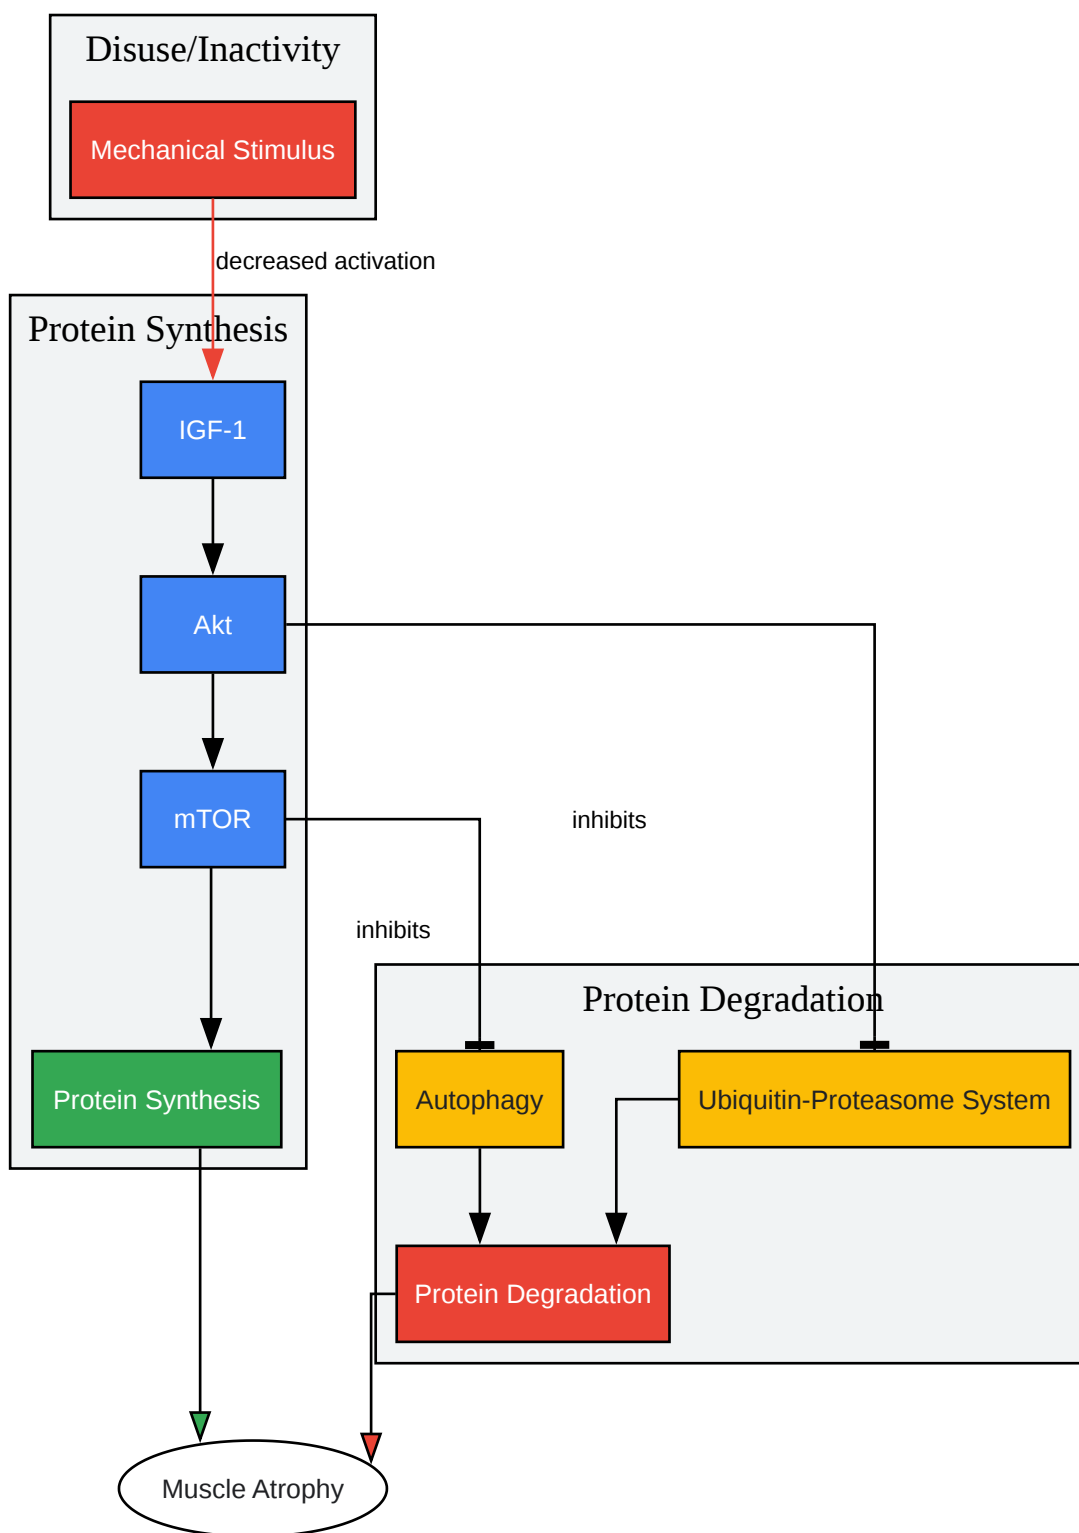 Disuse/Inactivity
Mechanical Stimulus
decreased activation
Protein Synthesis
IGF-1
Akt
mTOR
inhibits
inhibits
Protein Degradation
Protein Synthesis
Autophagy
Ubiquitin-Proteasome System
Protein Degradation
Muscle Atrophy